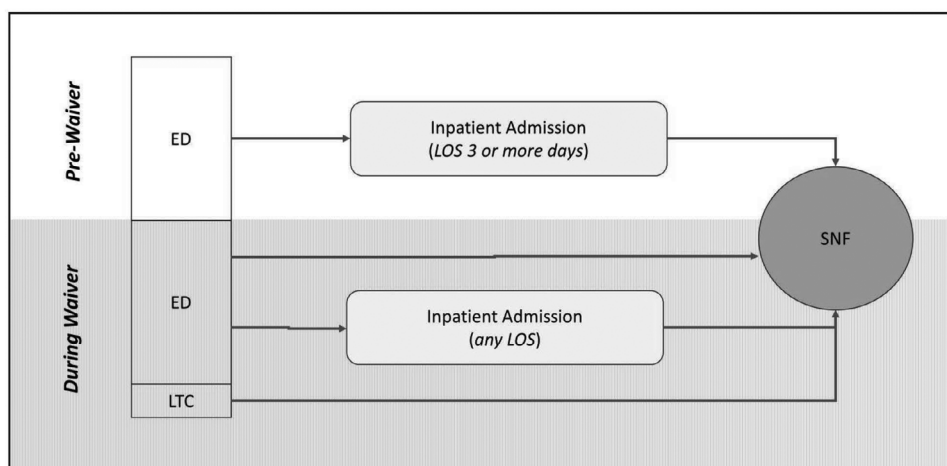 Pre-Waiver
ED
Inpatient Admission
(LOS 3 or more days)
SNF
During Waiver
ED
Inpatient Admission
(any LOS)
LTC